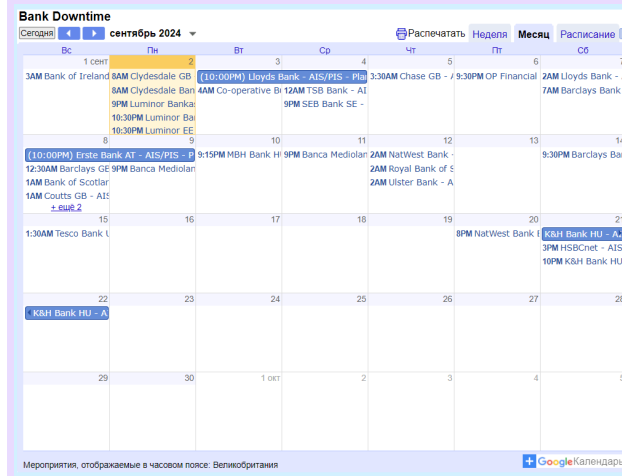 Bank Downtime
Сегодня сентябрь 2024 Распечатать Неделя Месяц Расписание
Вс Пн Вт Ср Чт Пт Сб
1 сент 2 3 4 5 6 7
3AM Bank of Ireland 8AM Clydesdale GB (10:00PM) Lloyds Bank - AIS/PIS - Plan 3:30AM Chase GB - 9:30PM OP Financial 2AM Lloyds Bank -
8AM Clydesdale Ban 4AM Co-operative 12AM TSB Bank - AI 7AM Barclays Bank
9PM Luminor Banka 9PM SEB Bank SE -
10:30PM Luminor Ba
10:30PM Luminor EE
8 9 10 11 12 13 14
(10:00PM) Erste Bank AT - AIS/PIS - P 9:15PM MBH Bank H 9PM Banca Mediolan 2AM NatWest Bank - 9:30PM Barclays Ba
12:30AM Barclays GE 9PM Banca Mediolan 2AM Royal Bank of S
1AM Bank of Scotlar 2AM Ulster Bank - A
1AM Coutts GB - AIS
+ ещё 2
15 16 17 18 19 20 21
1:30AM Tesco Bank 8PM NatWest Bank K&H Bank HU - A
3PM HSBCnet - AIS
10PM K&H Bank HU
22 23 24 25 26 27 28
K&H Bank HU - A
29 30 1 окт 2 3 4 5
Мероприятия, отображаемые в часовом поясе: Великобритания
+ Google Календарь